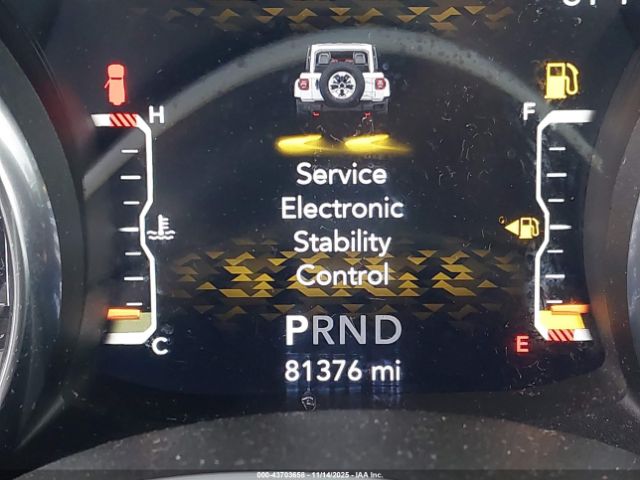 H
F
Service
Electronic
Stability
Control
C
E
PRND
81376 mi
000-43703658 - 11/14/2025 - IAA Inc.